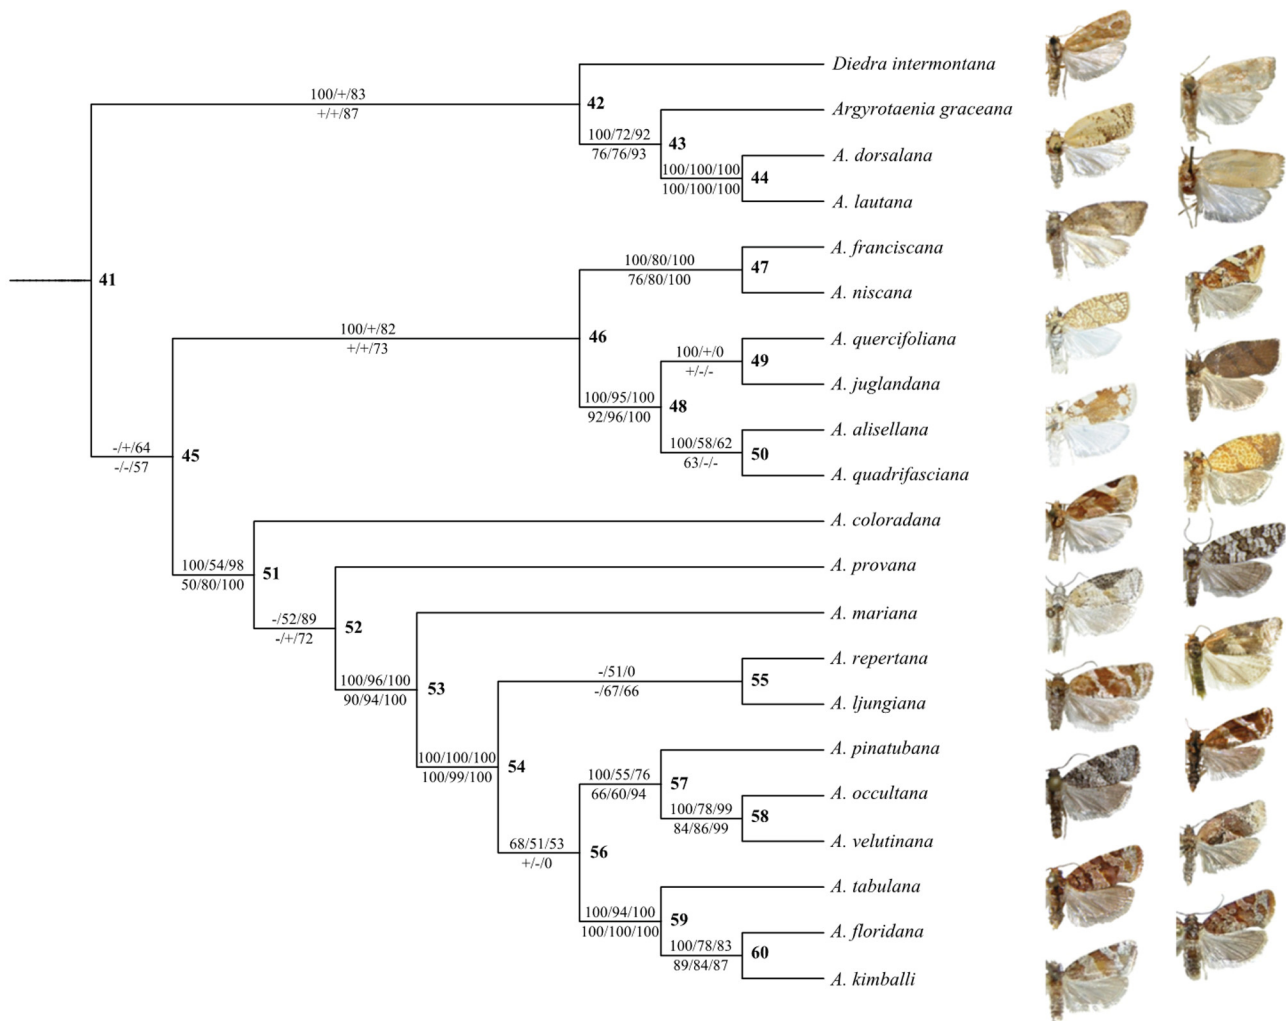 Diedra intermontana
100/+/83
42
+/+/87
Argyrotaenia graceana
100/72/92
43
76/76/93
A. dorsalana
100/100/100
44
100/100/100
A. lautana
A. franciscana
100/80/100
47
76/80/100
41
A. niscana
100/+/82
46
+/+/73
A. quercifoliana
100/+/0
49
+/-/-
A. juglandana
100/95/100
48
92/96/100
A. alisellana
-/+/64
45
100/58/62
50
-/-/57
63/-/-
A. quadrifasciana
A. coloradana
100/54/98
51
50/80/100
A. provana
-/52/89
52
-/+/72
A. mariana
100/96/100
53
90/94/100
A. repertana
-/51/0
55
-/67/66
A. ljungiana
100/100/100
54
100/99/100
A. pinatubana
100/55/76
57
66/60/94
A. occultana
100/78/99
58
84/86/99
68/51/53
56
A. velutinana
+/-/0
A. tabulana
100/94/100
59
100/100/100
A. floridana
100/78/83
60
89/84/87
A. kimballi